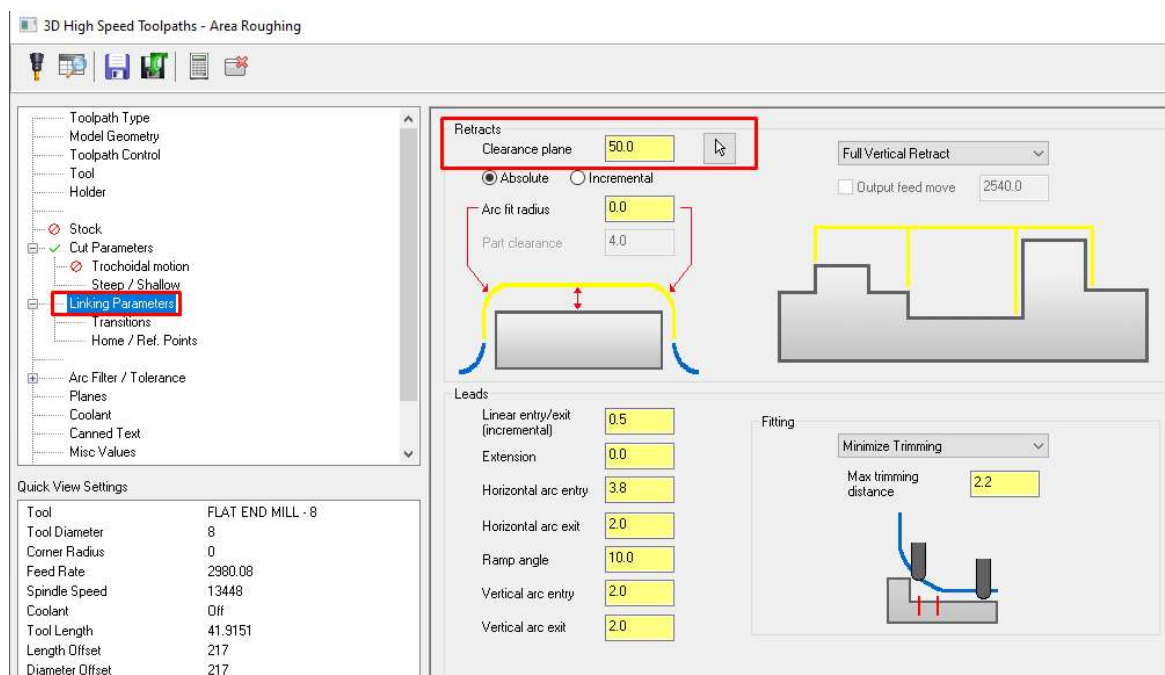 3D High Speed Toolpaths - Area Roughing
Toolpath Type
Model Geometry
Toolpath Control
Tool
Holder
Stock
Cut Parameters
Trochoidal motion
Steep / Shallow
Linking Parameters
Transitions
Home / Ref. Points
Arc Filter / Tolerance
Planes
Coolant
Canned Text
Misc Values
Quick View Settings
Tool FLAT END MILL - 8
Tool Diameter 8
Corner Radius 0
Feed Rate 2980.08
Spindle Speed 13448
Coolant Off
Tool Length 41.9151
Length Offset 217
Diameter Offset 217
Retracts
Clearance plane 50.0
Absolute Incremental
Arc fit radius 0.0
Part clearance 4.0
Full Vertical Retract
Output feed move 2540.0
Leads
Linear entry/exit 0.5
(incremental)
Extension 0.0
Horizontal arc entry 3.8
Horizontal arc exit 2.0
Ramp angle 10.0
Vertical arc entry 2.0
Vertical arc exit 2.0
Fitting
Minimize Trimming
Max trimming 2.2
distance